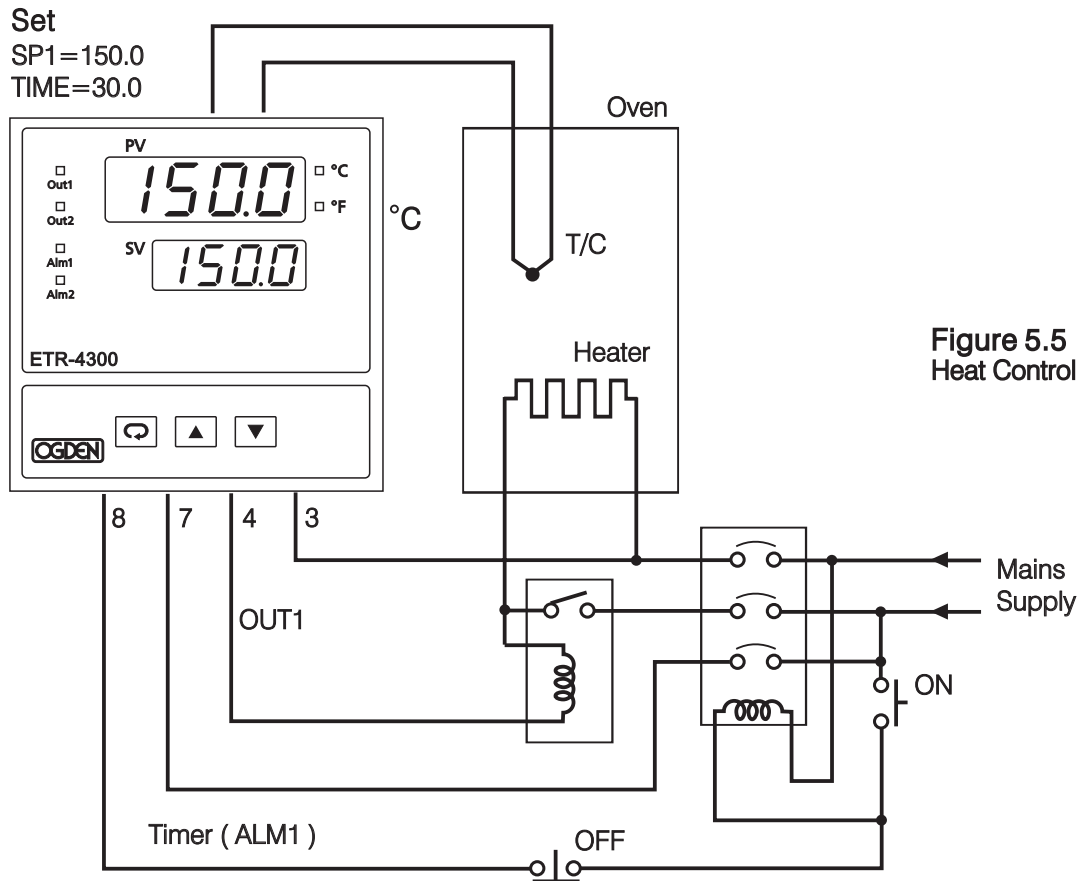 Set
SP1=150.0
TIME=30.0
Oven
PV
150.0
°C
Out1
°F
Out2
°C
SV
150.0
Alm1
Alm2
T/C
ETR-4300
Heater
Figure 5.5
Heat Control
OGDEN
8
7
4
3
Mains
Supply
OUT1
ON
Timer ( ALM1 )
OFF